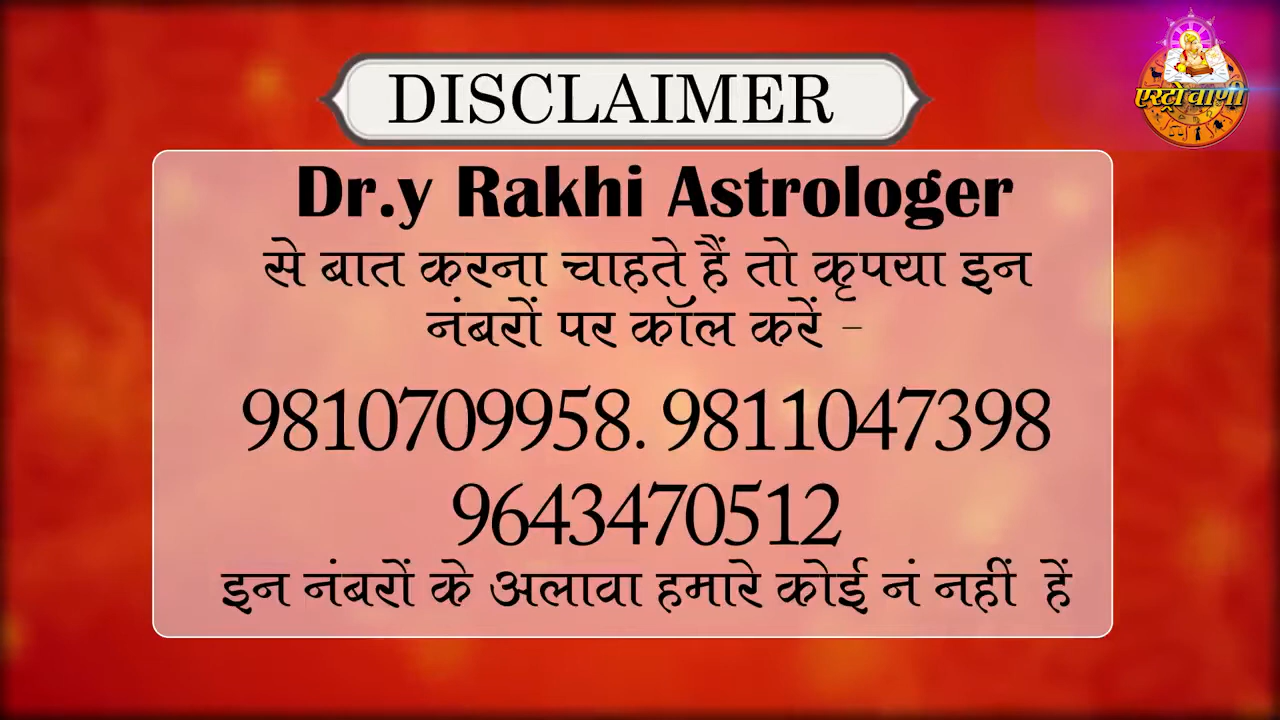 एस्ट्रो वाणी
DISCLAIMER
Dr.y Rakhi Astrologer
से बात करना चाहते हैं तो कृपया इन
नंबरों पर कॉल करें -
9810709958. 9811047398
9643470512
इन नंबरों के अलावा हमारे कोई नं नहीं हें